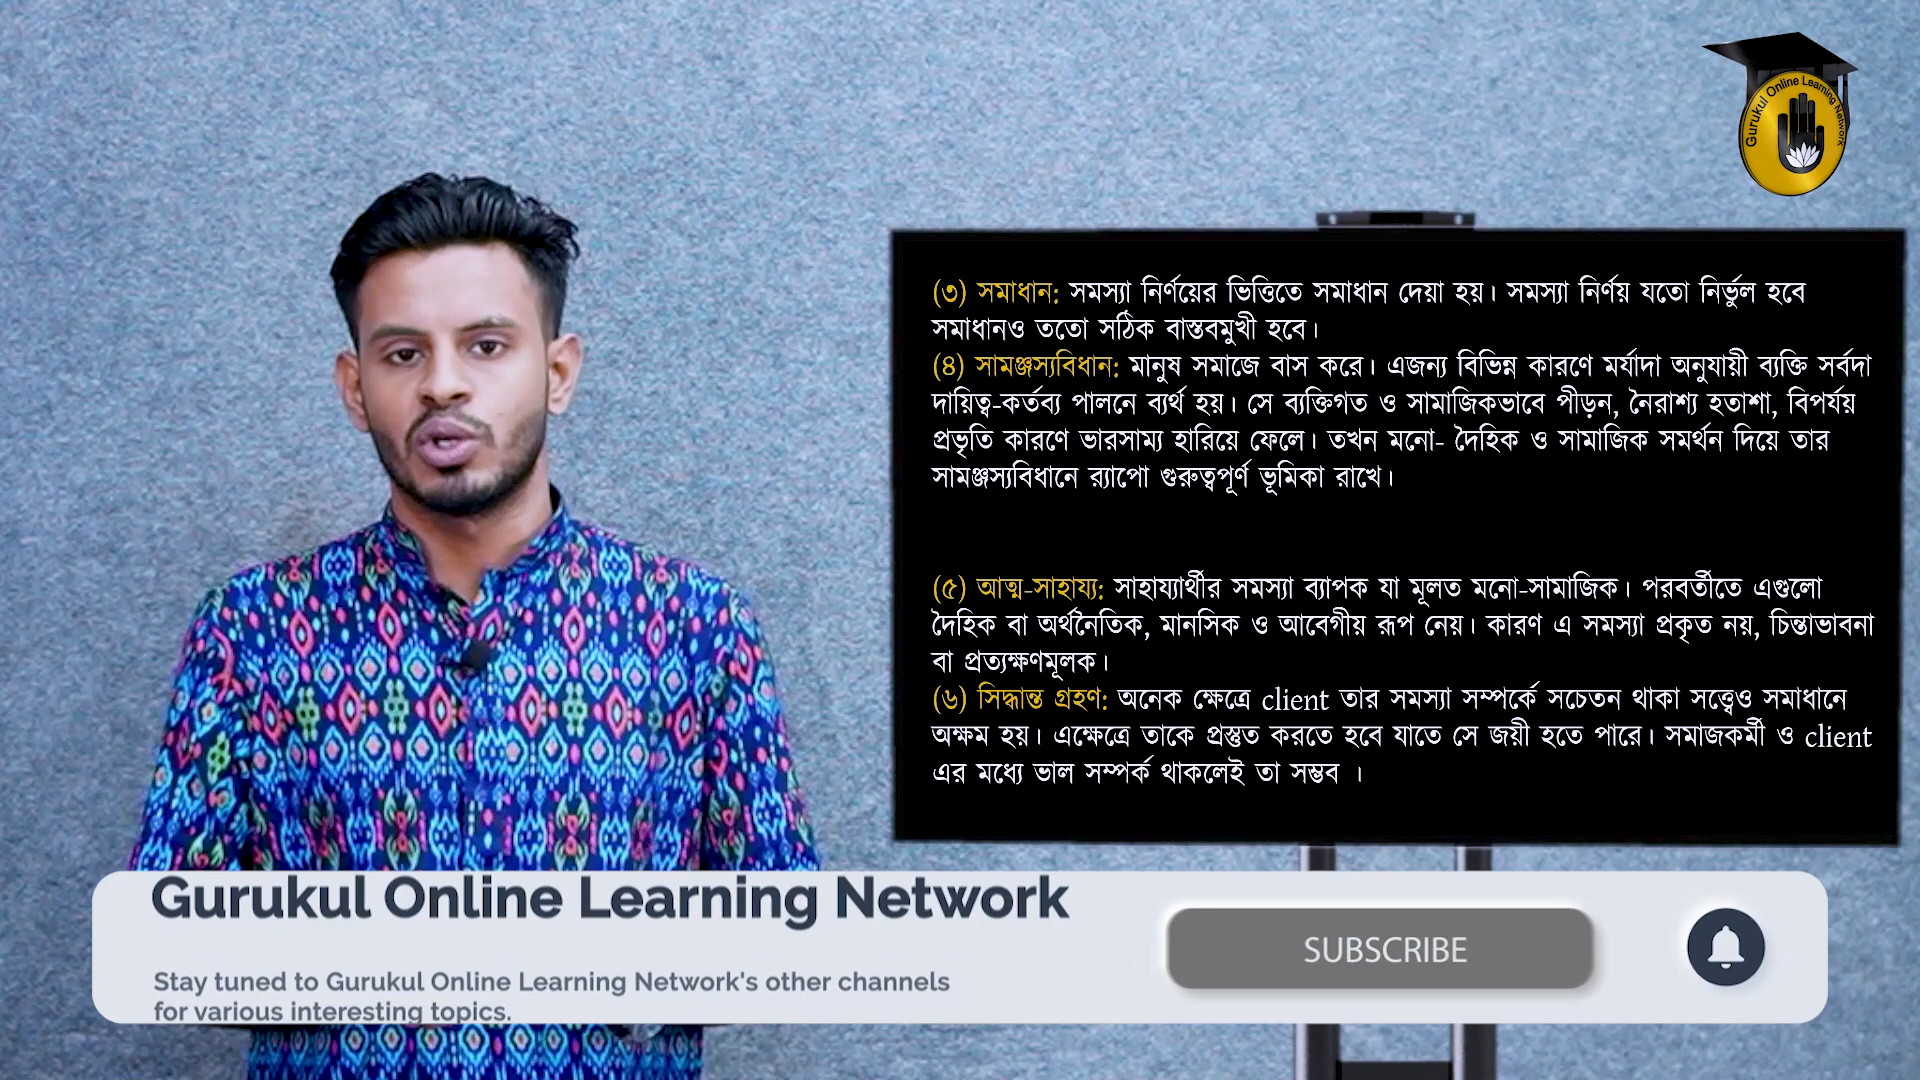 Gurukul Online Learning Network
(৩) সমাধান: সমস্যা নির্ণয়ের ভিত্তিতে সমাধান দেয়া হয়। সমস্যা নির্ণয় যতো নির্ভুল হবে
সমাধানও ততো সঠিক বাস্তবমুখী হবে।
(৪) সামঞ্জস্যবিধান: মানুষ সমাজে বাস করে। এজন্য বিভিন্ন কারণে মর্যাদা অনুযায়ী ব্যক্তি সর্বদা
দায়িত্ব-কর্তব্য পালনে ব্যর্থ হয়। সে ব্যক্তিগত ও সামাজিকভাবে পীড়ন, নৈরাশ্য হতাশা, বিপর্যয়
প্রভৃতি কারণে ভারসাম্য হারিয়ে ফেলে। তখন মনো- দৈহিক ও সামাজিক সমর্থন দিয়ে তার
সামঞ্জস্যবিধানে র‍্যাপো গুরুত্বপূর্ণ ভূমিকা রাখে।
(৫) আত্ম-সাহায্য: সাহায্যার্থীর সমস্যা ব্যাপক যা মূলত মনো-সামাজিক। পরবর্তীতে এগুলো
দৈহিক বা অর্থনৈতিক, মানসিক ও আবেগীয় রূপ নেয়। কারণ এ সমস্যা প্রকৃত নয়, চিন্তাভাবনা
বা প্রত্যক্ষণমূলক।
(৬) সিদ্ধান্ত গ্রহণ: অনেক ক্ষেত্রে client তার সমস্যা সম্পর্কে সচেতন থাকা সত্ত্বেও সমাধানে
অক্ষম হয়। এক্ষেত্রে তাকে প্রস্তুত করতে হবে যাতে সে জয়ী হতে পারে। সমাজকর্মী ও client
এর মধ্যে ভাল সম্পর্ক থাকলেই তা সম্ভব ।
Gurukul Online Learning Network
Stay tuned to Gurukul Online Learning Network's other channels
for various interesting topics.
SUBSCRIBE